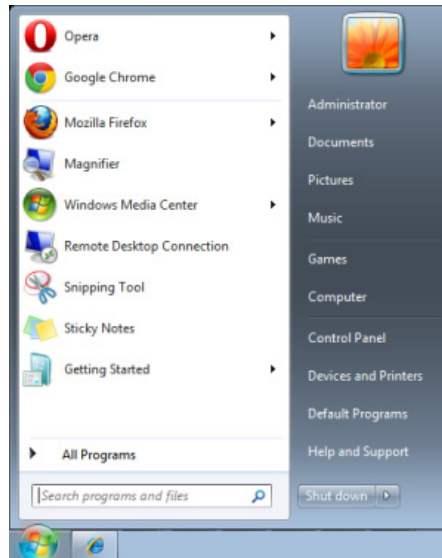 Opera
Google Chrome
Mozilla Firefox
Magnifier
Windows Media Center
Remote Desktop Connection
Snipping Tool
Sticky Notes
Getting Started
All Programs
Search programs and files
Administrator
Documents
Pictures
Music
Games
Computer
Control Panel
Devices and Printers
Default Programs
Help and Support
Shut down